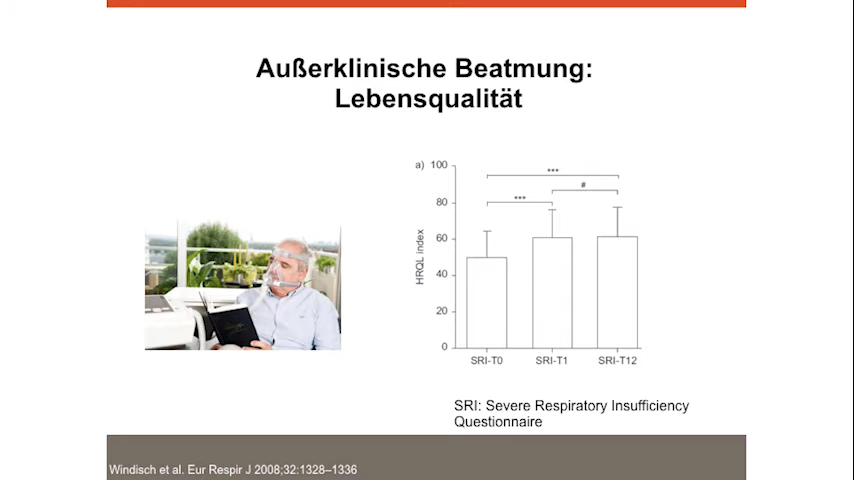 Außerklinische Beatmung:
Lebensqualität
a) 100
80
60
40
20
0
HRQL index
***
#
***
SRI-T0 SRI-T1 SRI-T12
SRI: Severe Respiratory Insufficiency
Questionnaire
Windisch et al. Eur Respir J 2008;32:1328–1336